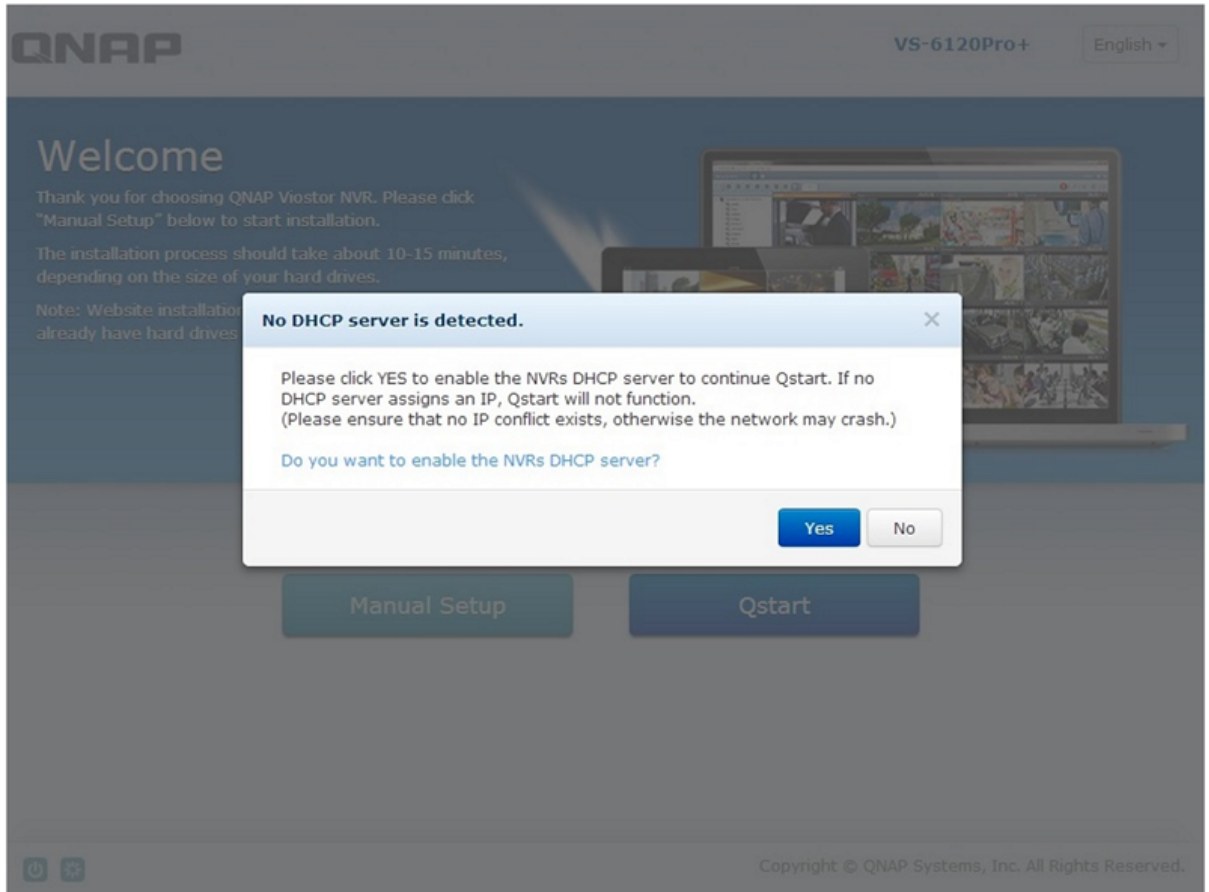 QNAP
VS-6120Pro+
English
Welcome
Thank you for choosing QNAP Viostor NVR. Please click
"Manual Setup" below to start installation.
The installation process should take about 10-15 minutes,
depending on the size of your hard drives.
Note: Website installation
already have hard drives
No DHCP server is detected.
Please click YES to enable the NVRs DHCP server to continue Qstart. If no
DHCP server assigns an IP, Qstart will not function.
(Please ensure that no IP conflict exists, otherwise the network may crash.)
Do you want to enable the NVRs DHCP server?
Yes
No
Manual Setup
Qstart
Copyright © QNAP Systems, Inc. All Rights Reserved.